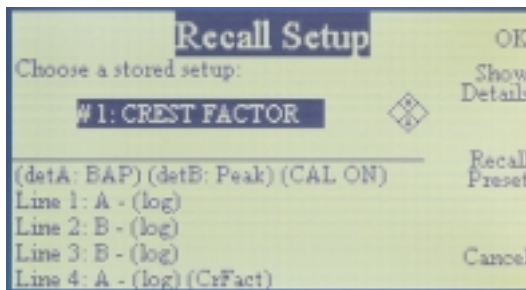 Recall Setup
OK
Choose a stored setup:
Show
Details
#1: CREST FACTOR
(detA: BAP) (detB: Peak) (CAL ON)
Recall
Preset
Line 1: A - (log)
Line 2: B - (log)
Line 3: B - (log)
Cancel
Line 4: A - (log) (CrFact)